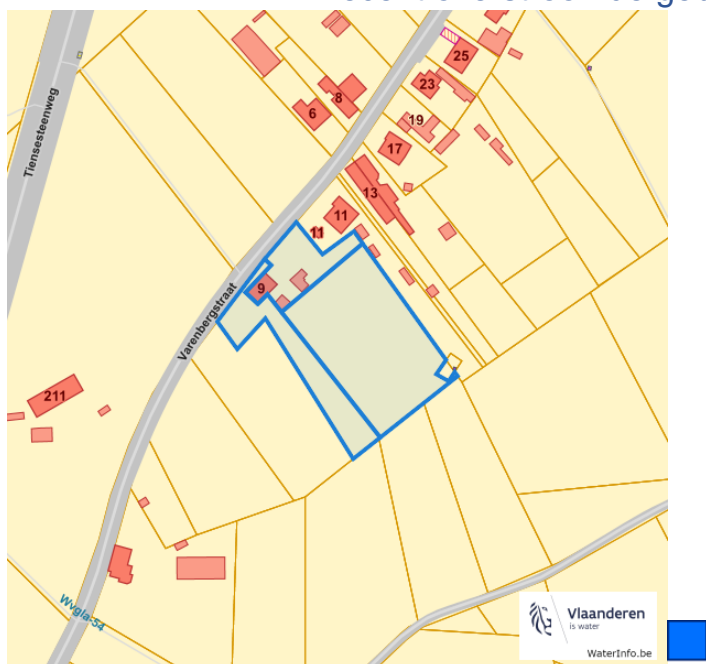 25
23
8
6
19
17
13
11
11
9
Tiensesteenweg
Varenbergstraat
211
Wvgla-54
Vlaanderen
is water
WaterInfo.be